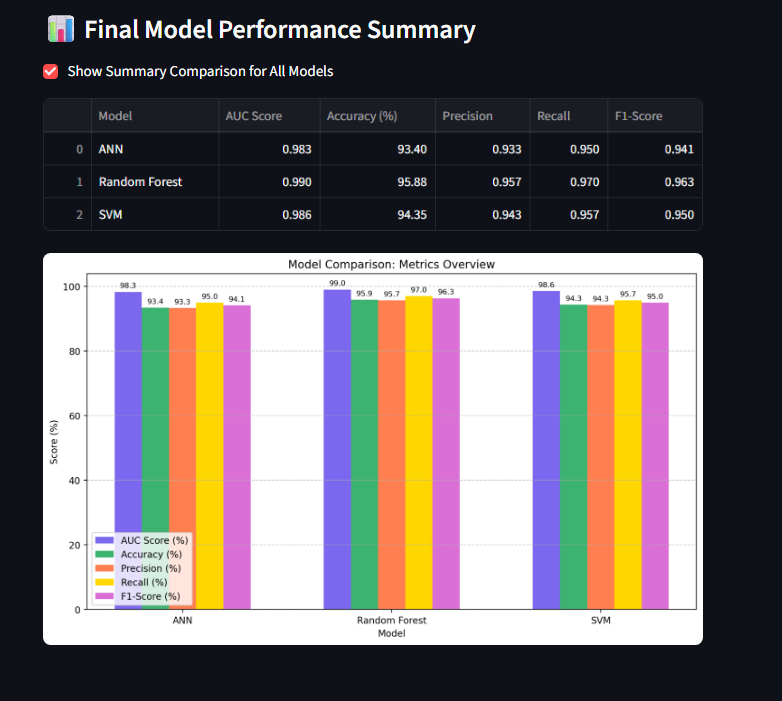 Final Model Performance Summary
Show Summary Comparison for All Models
Model AUC Score Accuracy (%) Precision Recall F1-Score
0 ANN 0.983 93.40 0.933 0.950 0.941
1 Random Forest 0.990 95.88 0.957 0.970 0.963
2 SVM 0.986 94.35 0.943 0.957 0.950
Model Comparison: Metrics Overview
98.3 93.4 93.3 95.0 94.1 99.0 95.9 95.7 97.0 96.3 98.6 94.3 94.3 95.7 95.0
100
80
60
40
20
0
Score (%)
AUC Score (%)
Accuracy (%)
Precision (%)
Recall (%)
F1-Score (%)
ANN Random Forest SVM
Model